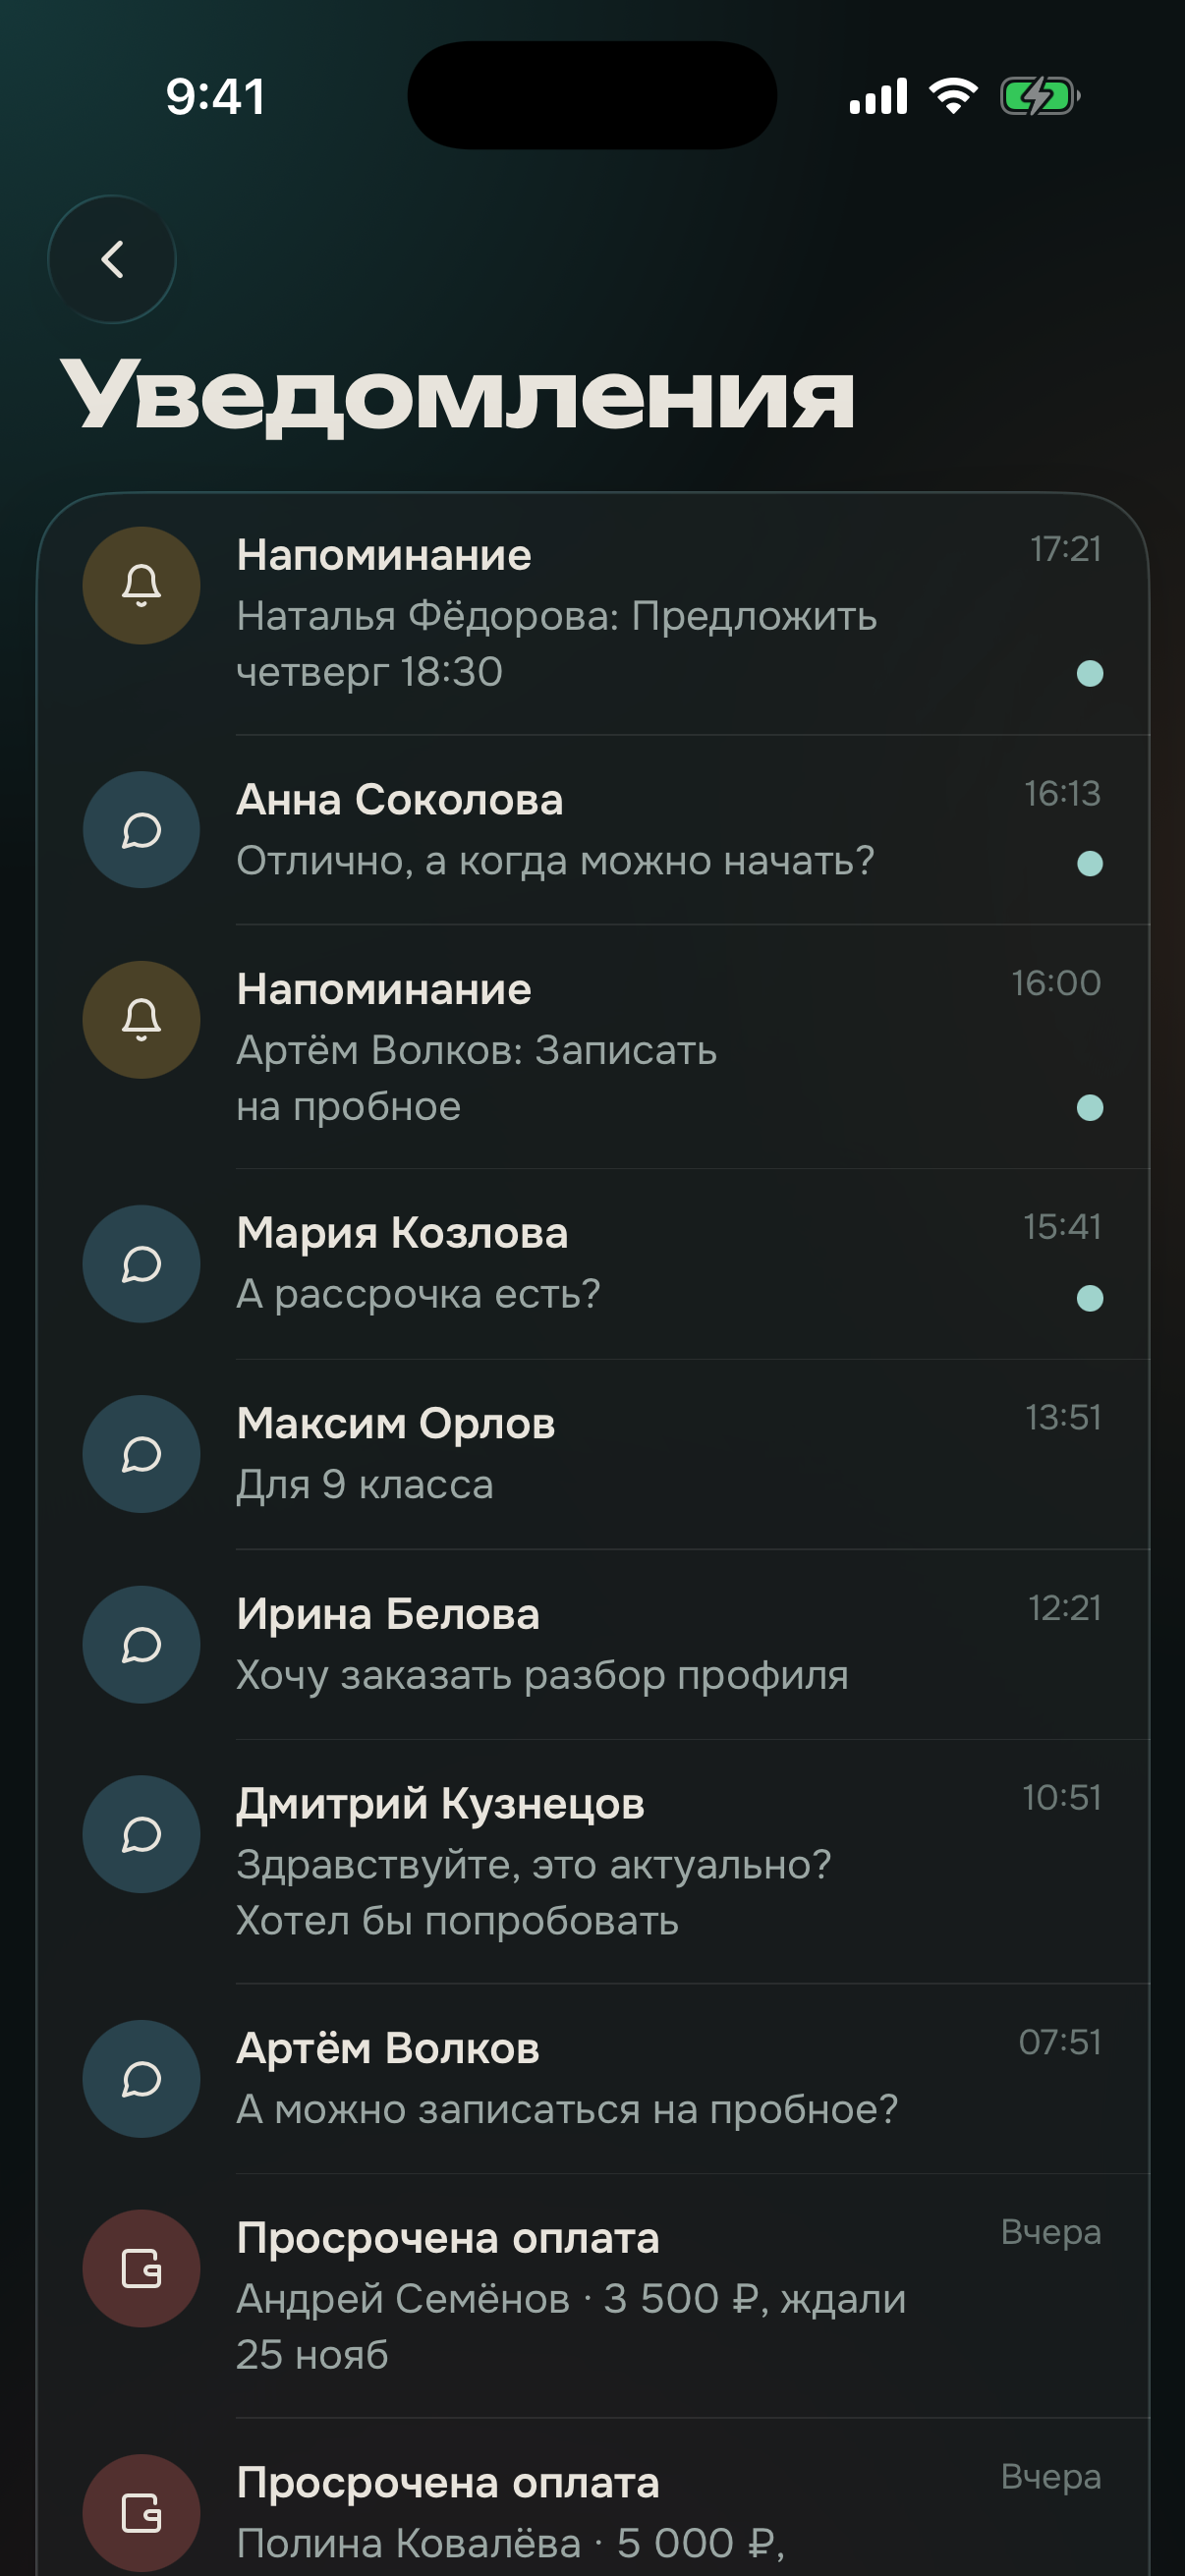 9:41
Уведомления
Напоминание 17:21
Наталья Фёдорова: Предложить
четверг 18:30
Анна Соколова 16:13
Отлично, а когда можно начать?
Напоминание 16:00
Артём Волков: Записать
на пробное
Мария Козлова 15:41
А рассрочка есть?
Максим Орлов 13:51
Для 9 класса
Ирина Белова 12:21
Хочу заказать разбор профиля
Дмитрий Кузнецов 10:51
Здравствуйте, это актуально?
Хотел бы попробовать
Артём Волков 07:51
А можно записаться на пробное?
Просрочена оплата Вчера
Андрей Семёнов · 3 500 ₽, ждали
25 нояб
Просрочена оплата Вчера
Полина Ковалёва · 5 000 ₽,